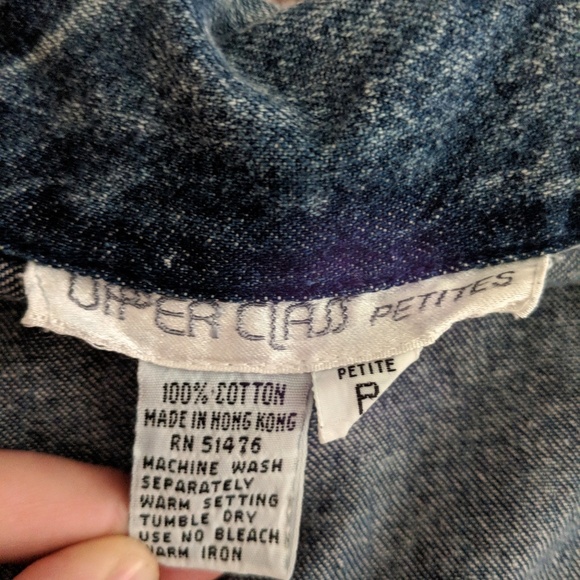 UPPER CLASS PETITES
PETITE
P
100% COTTON
MADE IN HONG KONG
RN 51476
MACHINE WASH
SEPARATELY
WARM SETTING
TUMBLE DRY
USE NO BLEACH
WARM IRON